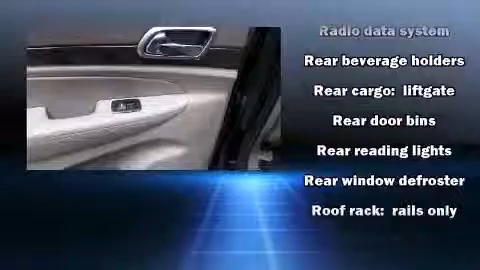 Radio data system
Rear beverage holders
Rear cargo: liftgate
Rear door bins
Rear reading lights
Rear window defroster
Roof rack: rails only